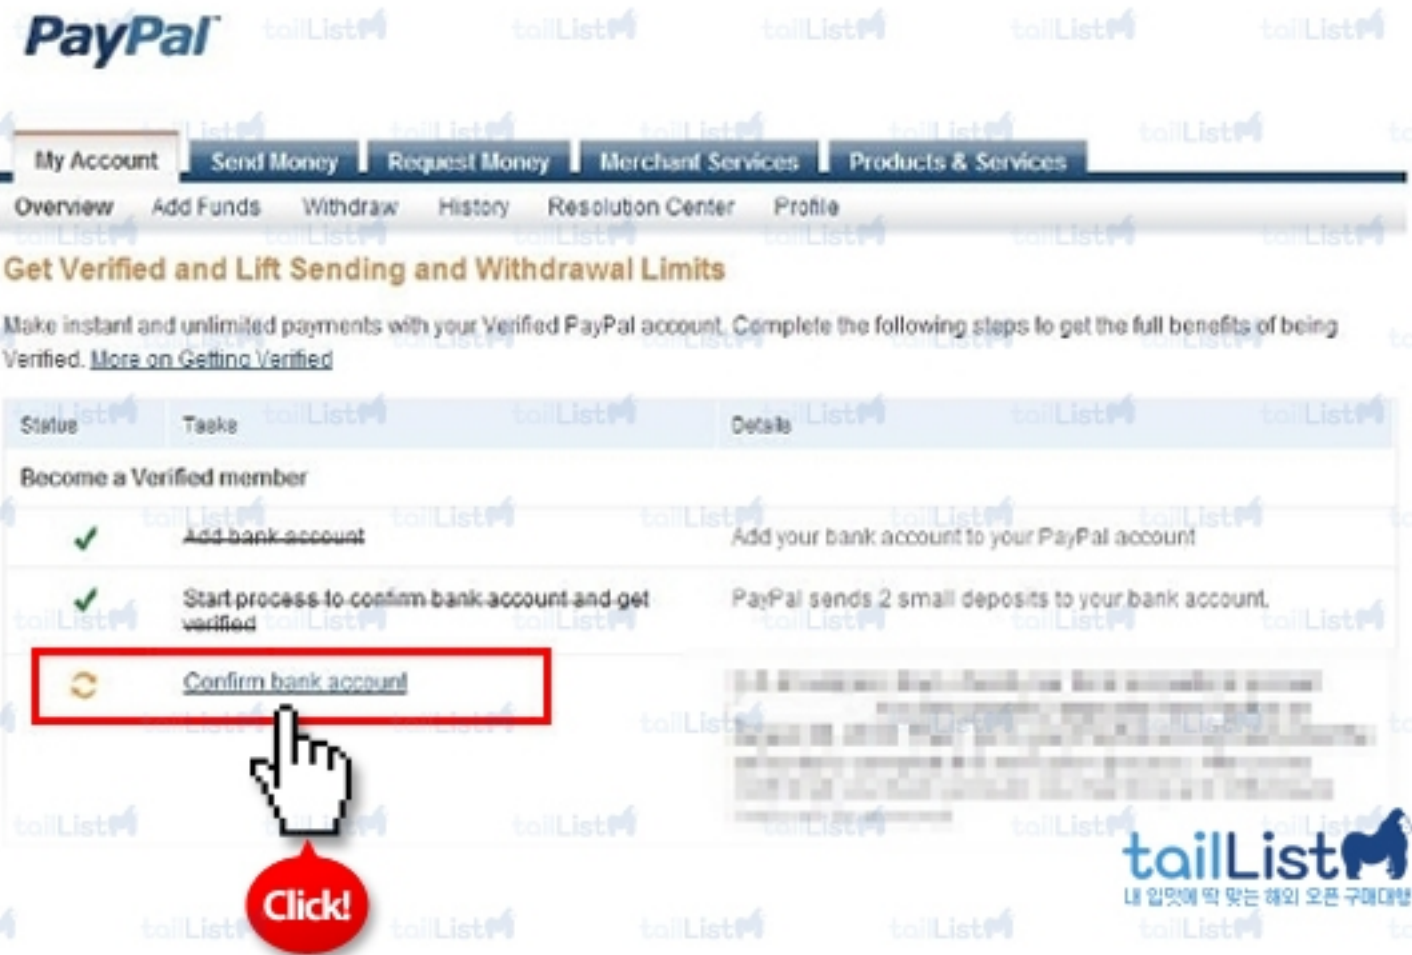 PayPal
My Account Send Money Request Money Merchant Services Products & Services
Overview Add Funds Withdraw History Resolution Center Profile
Get Verified and Lift Sending and Withdrawal Limits
Make instant and unlimited payments with your Verified PayPal account. Complete the following steps to get the full benefits of being
Verified. More on Getting Verified
Status Tasks Details
Become a Verified member
Add bank account Add your bank account to your PayPal account
Start process to confirm bank account and get PayPal sends 2 small deposits to your bank account.
verified
Confirm bank account
Click!
tailList
내 입맛에 딱 맞는 해외 오픈 구매대행